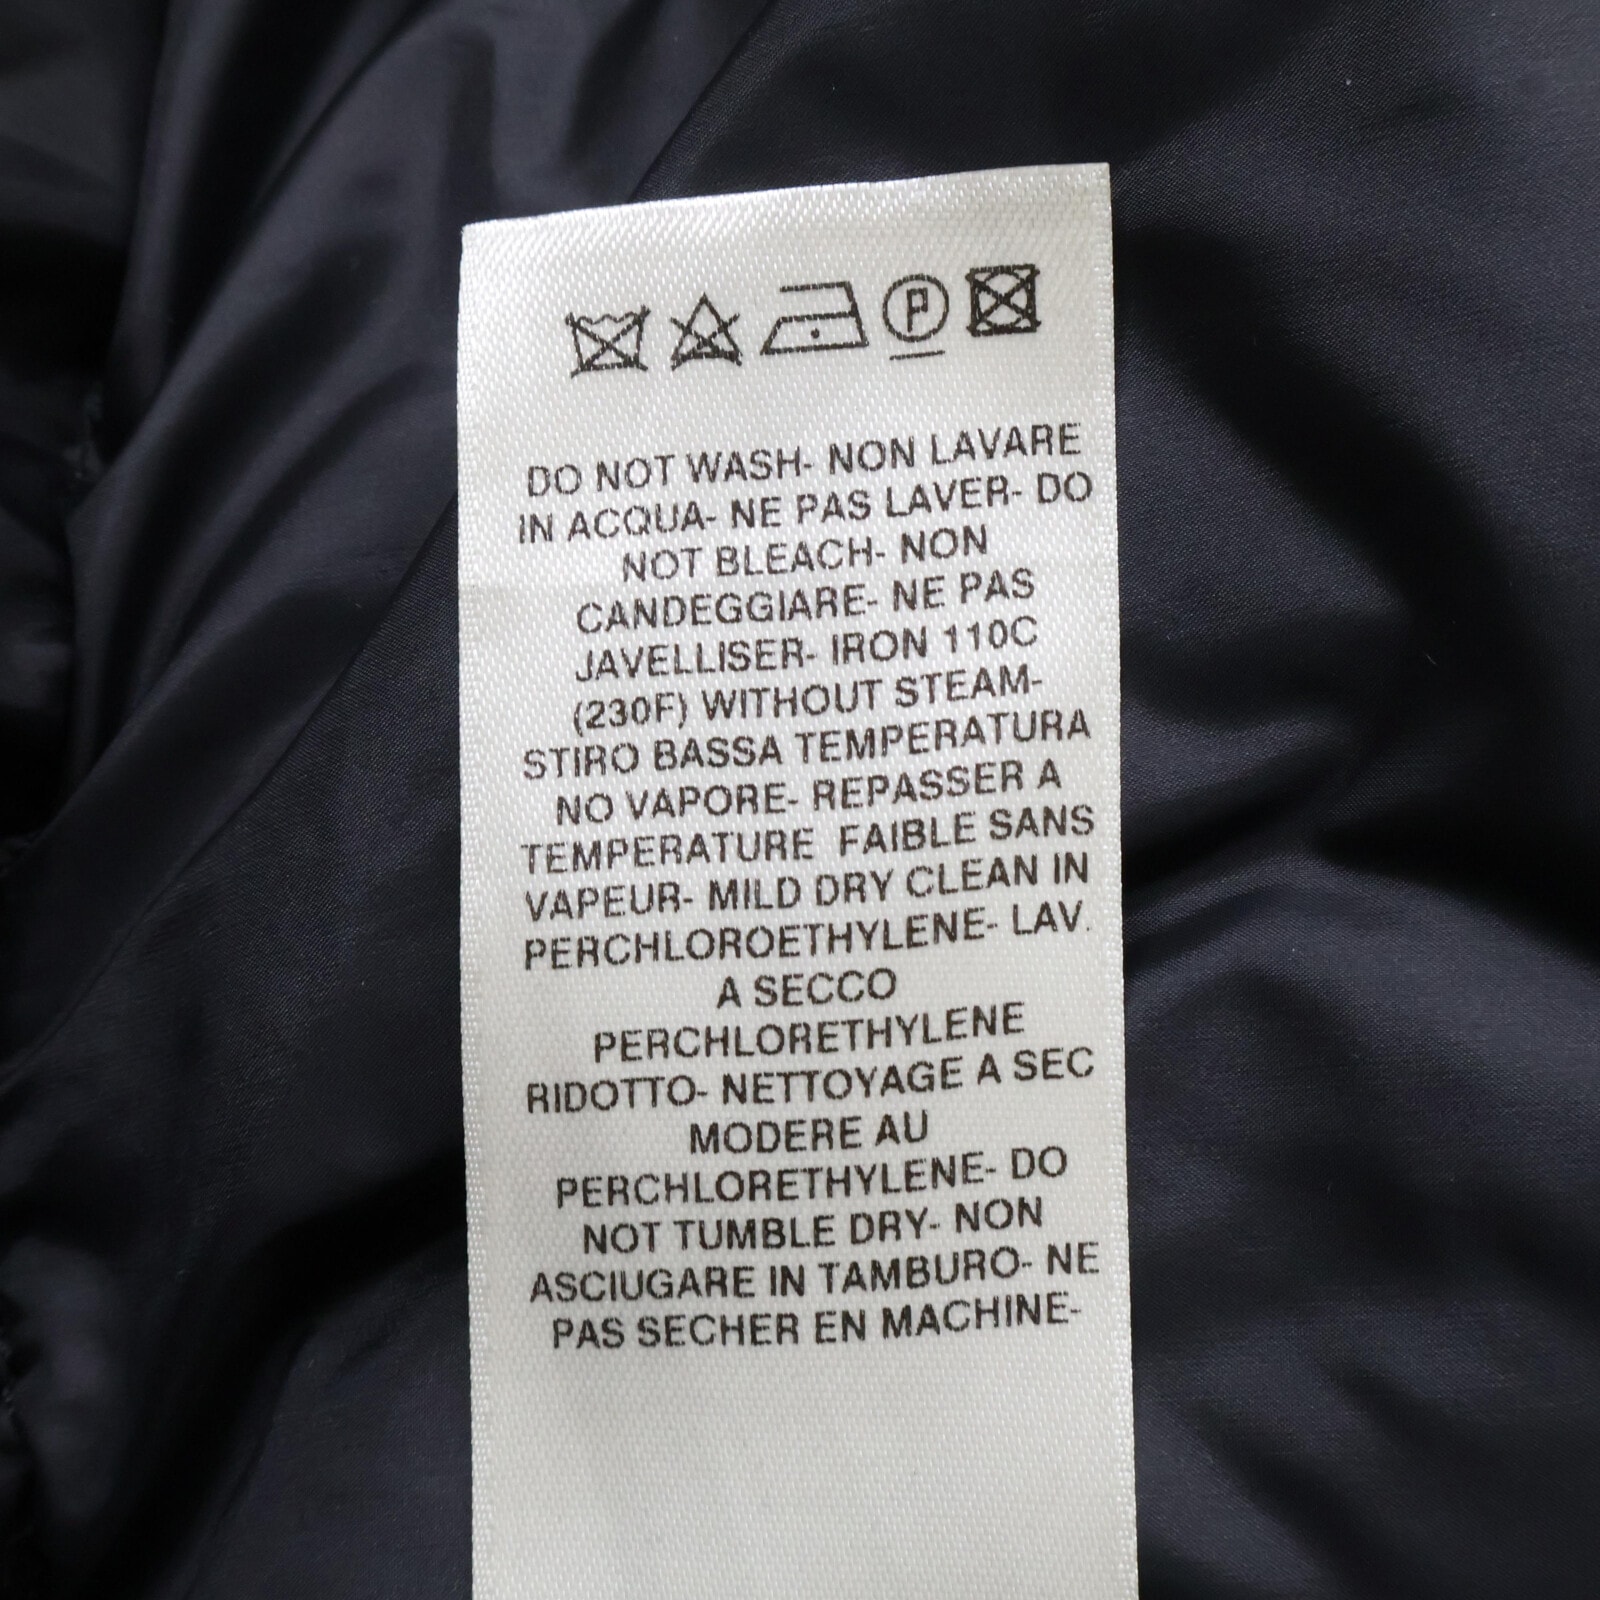 P
DO NOT WASH- NON LAVARE
IN ACQUA- NE PAS LAVER- DO
NOT BLEACH- NON
CANDEGGIARE- NE PAS
JAVELLISER- IRON 110C
(230F) WITHOUT STEAM-
STIRO BASSA TEMPERATURA
NO VAPORE- REPASSER A
TEMPERATURE FAIBLE SANS
VAPEUR- MILD DRY CLEAN IN
PERCHLOROETHYLENE- LAV.
A SECCO
PERCHLORETHYLENE
RIDOTTO- NETTOYAGE A SEC
MODERE AU
PERCHLORETHYLENE- DO
NOT TUMBLE DRY- NON
ASCIUGARE IN TAMBURO- NE
PAS SECHER EN MACHINE-